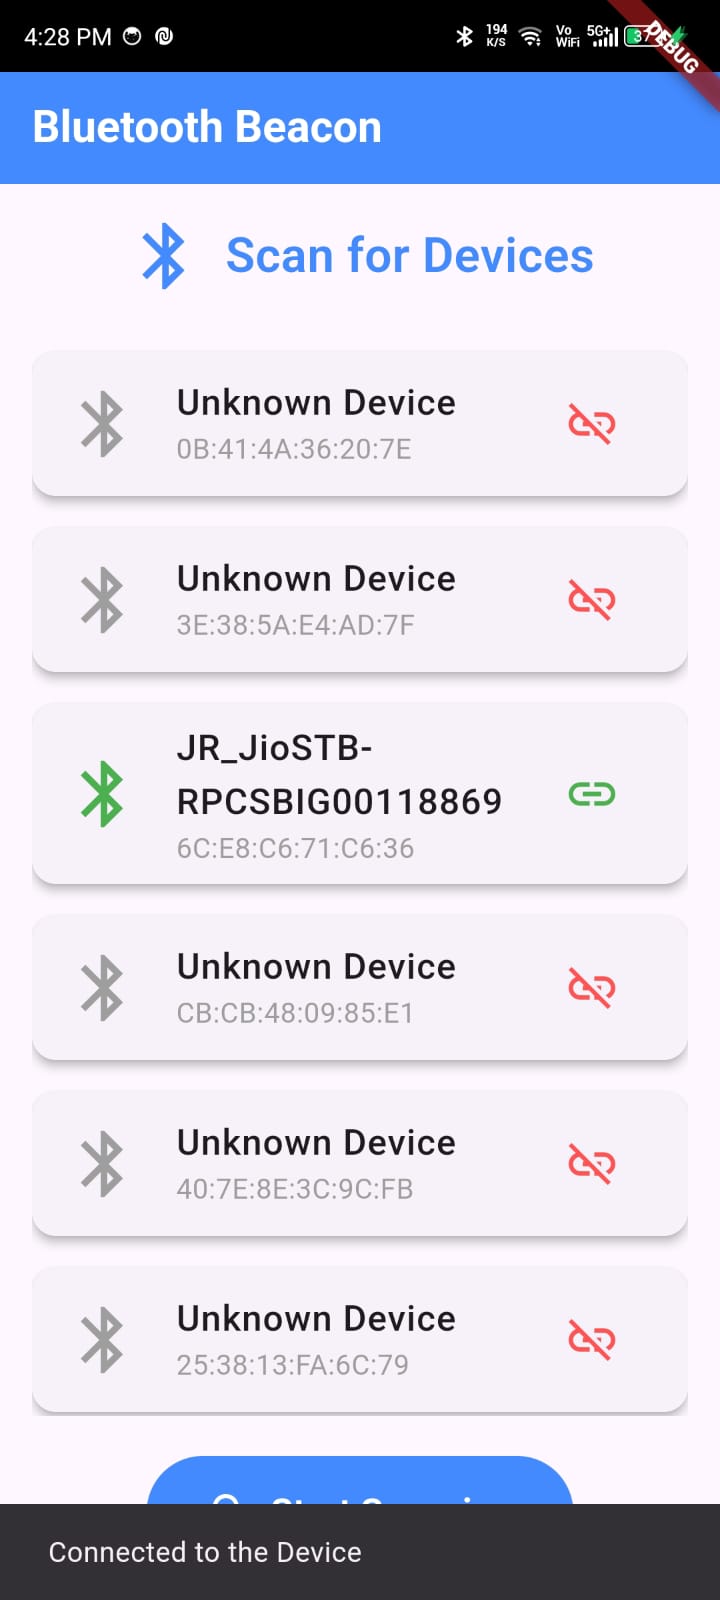 4:28 PM
194
K/S
Vo
WiFi
5G+
DEBUG
Bluetooth Beacon
Scan for Devices
Unknown Device
0B:41:4A:36:20:7E
Unknown Device
3E:38:5A:E4:AD:7F
JR_JioSTB-
RPCSBIG00118869
6C:E8:C6:71:C6:36
Unknown Device
CB:CB:48:09:85:E1
Unknown Device
40:7E:8E:3C:9C:FB
Unknown Device
25:38:13:FA:6C:79
Connected to the Device